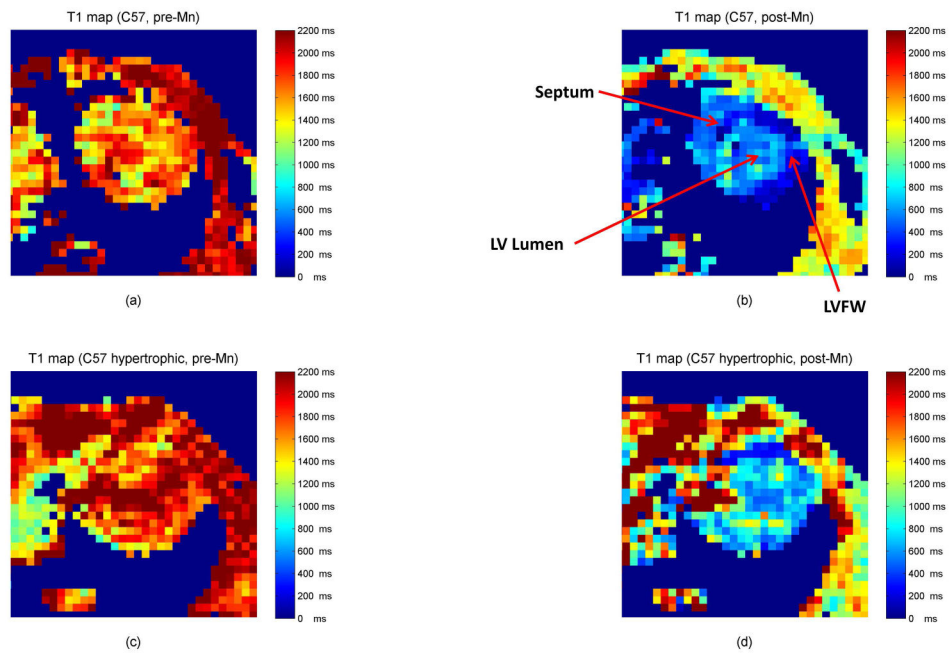 T1 map (C57, pre-Mn)
2200 ms
2000 ms
1800 ms
1600 ms
1400 ms
1200 ms
1000 ms
800 ms
600 ms
400 ms
200 ms
0 ms
(a)
T1 map (C57, post-Mn)
Septum
LV Lumen
LVFW
2200 ms
2000 ms
1800 ms
1600 ms
1400 ms
1200 ms
1000 ms
800 ms
600 ms
400 ms
200 ms
0 ms
(b)
T1 map (C57 hypertrophic, pre-Mn)
2200 ms
2000 ms
1800 ms
1600 ms
1400 ms
1200 ms
1000 ms
800 ms
600 ms
400 ms
200 ms
0 ms
(c)
T1 map (C57 hypertrophic, post-Mn)
2200 ms
2000 ms
1800 ms
1600 ms
1400 ms
1200 ms
1000 ms
800 ms
600 ms
400 ms
200 ms
0 ms
(d)